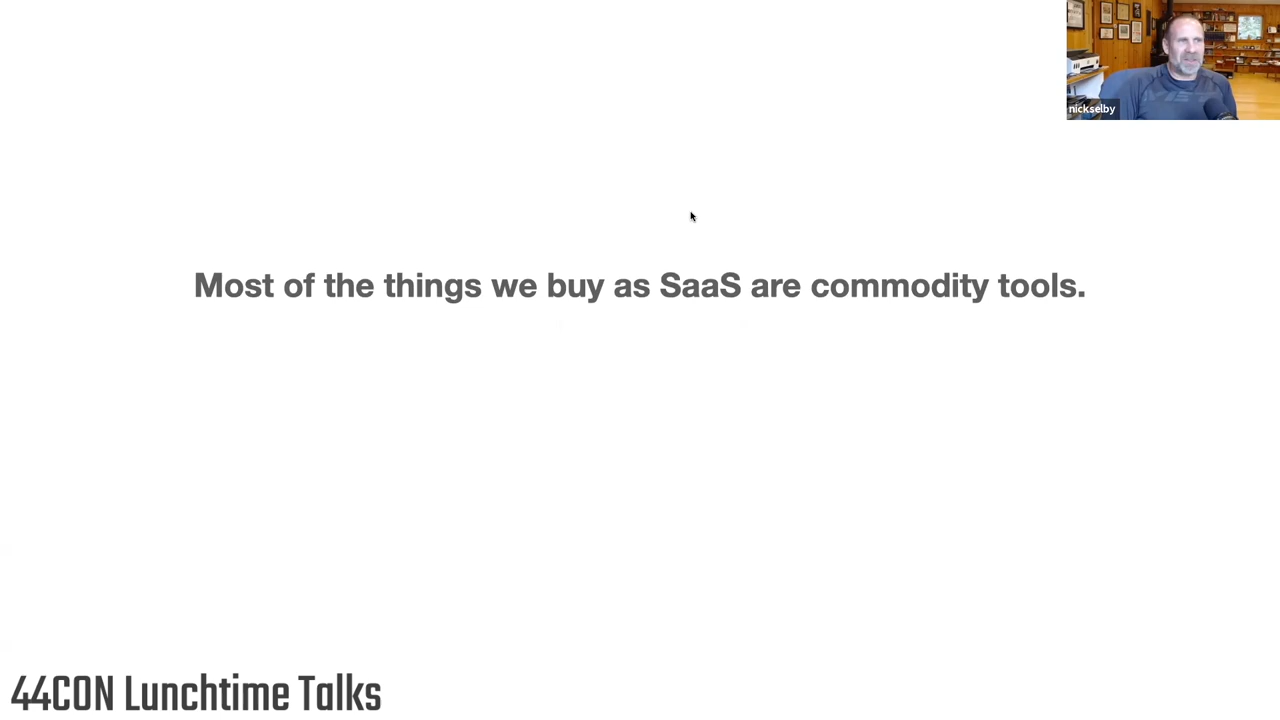 nickselby
Most of the things we buy as SaaS are commodity tools.
44CON Lunchtime Talks